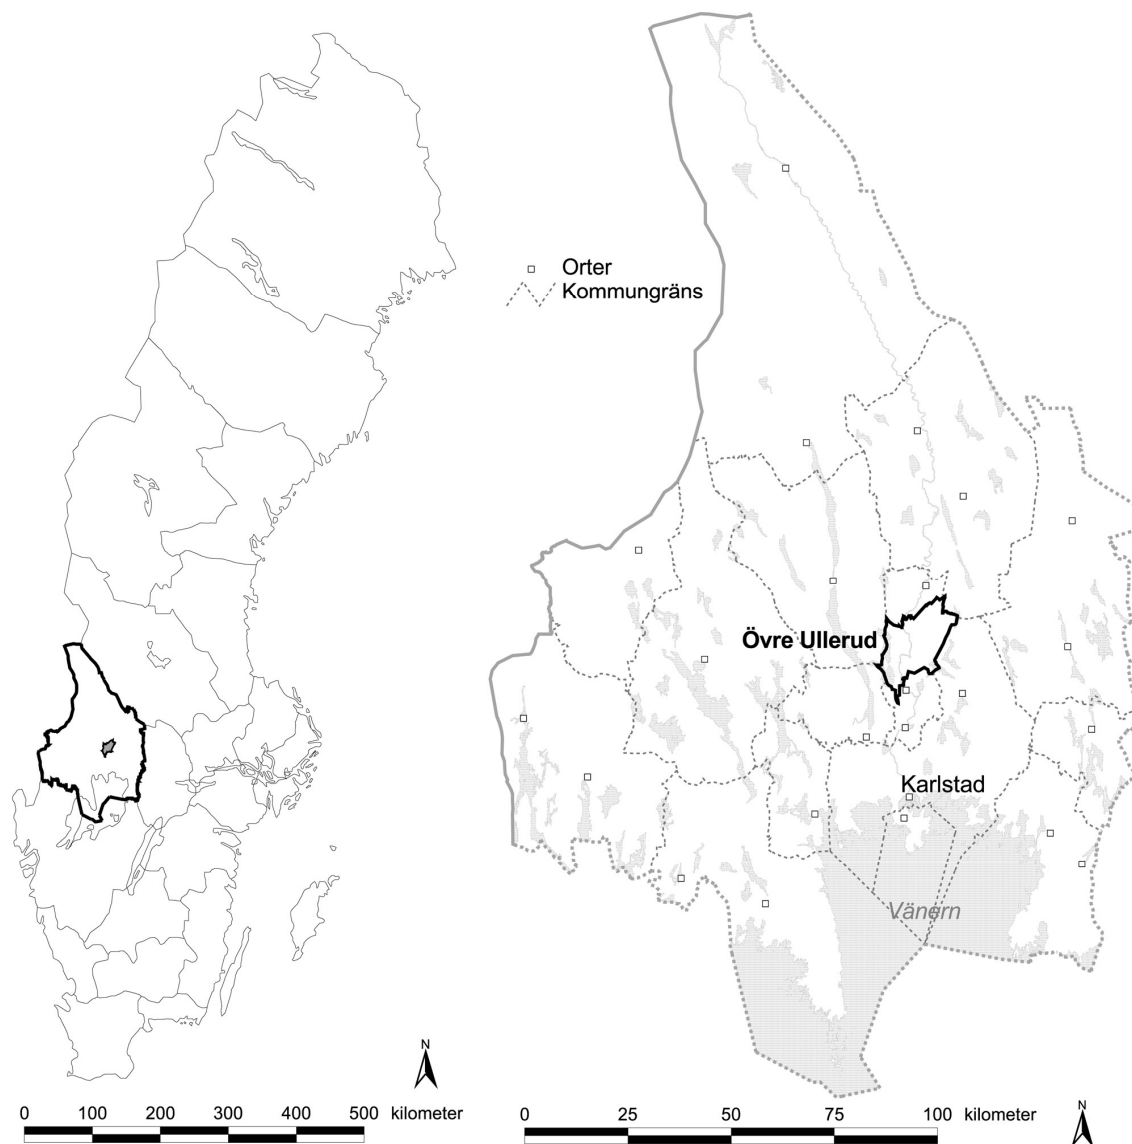 Orter
Kommungräns
Övre Ullerud
Karlstad
Vänern
N
0 100 200 300 400 500 kilometer
N
0 25 50 75 100 kilometer